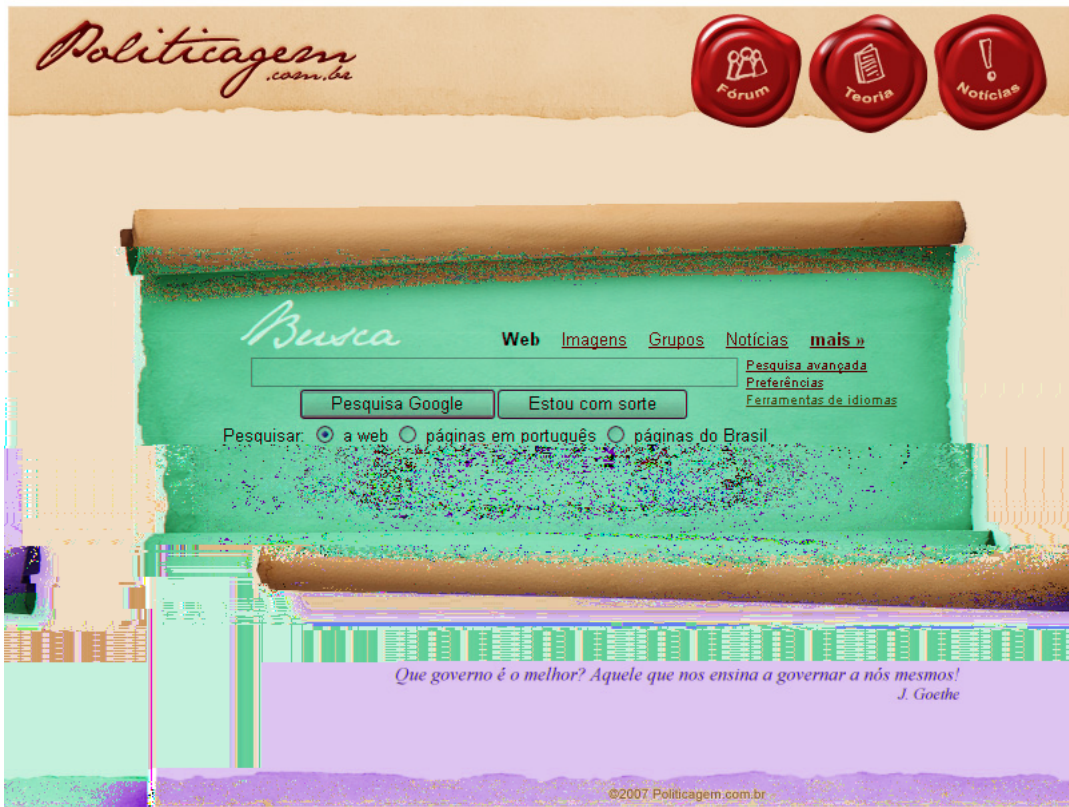 Politicagem
.com.br
Fórum
Teoria
Notícias
Busca
Web Imagens Grupos Notícias mais »
Pesquisa avançada
Preferências
Ferramentas de idiomas
Pesquisa Google Estou com sorte
Pesquisar: a web páginas em português páginas do Brasil
Que governo é o melhor? Aquele que nos ensina a governar a nós mesmos!
J. Goethe
©2007 Politicagem.com.br